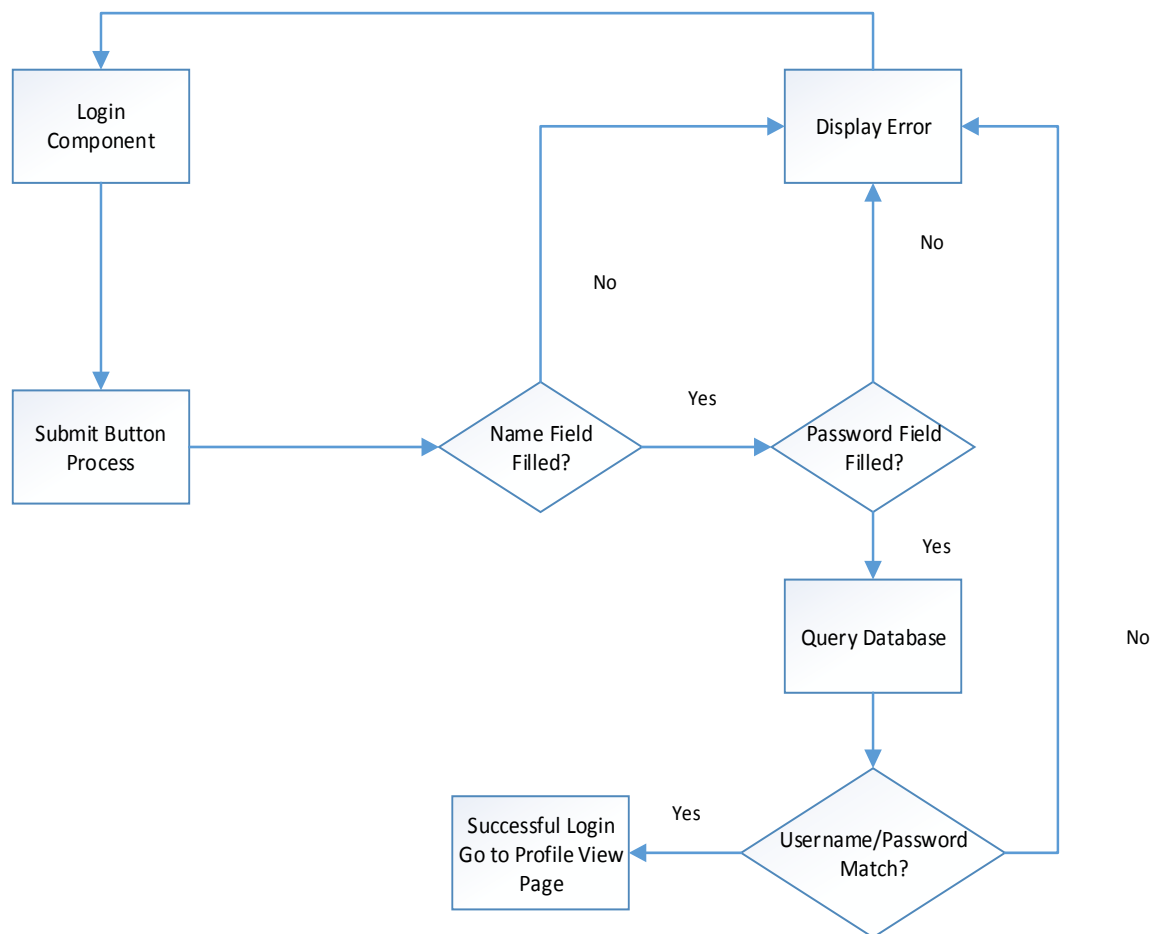 Login
Component
Display Error
No
No
Submit Button
Process
Name Field
Filled?
Yes
Password Field
Filled?
Yes
Query Database
No
Successful Login
Go to Profile View
Page
Yes
Username/Password
Match?